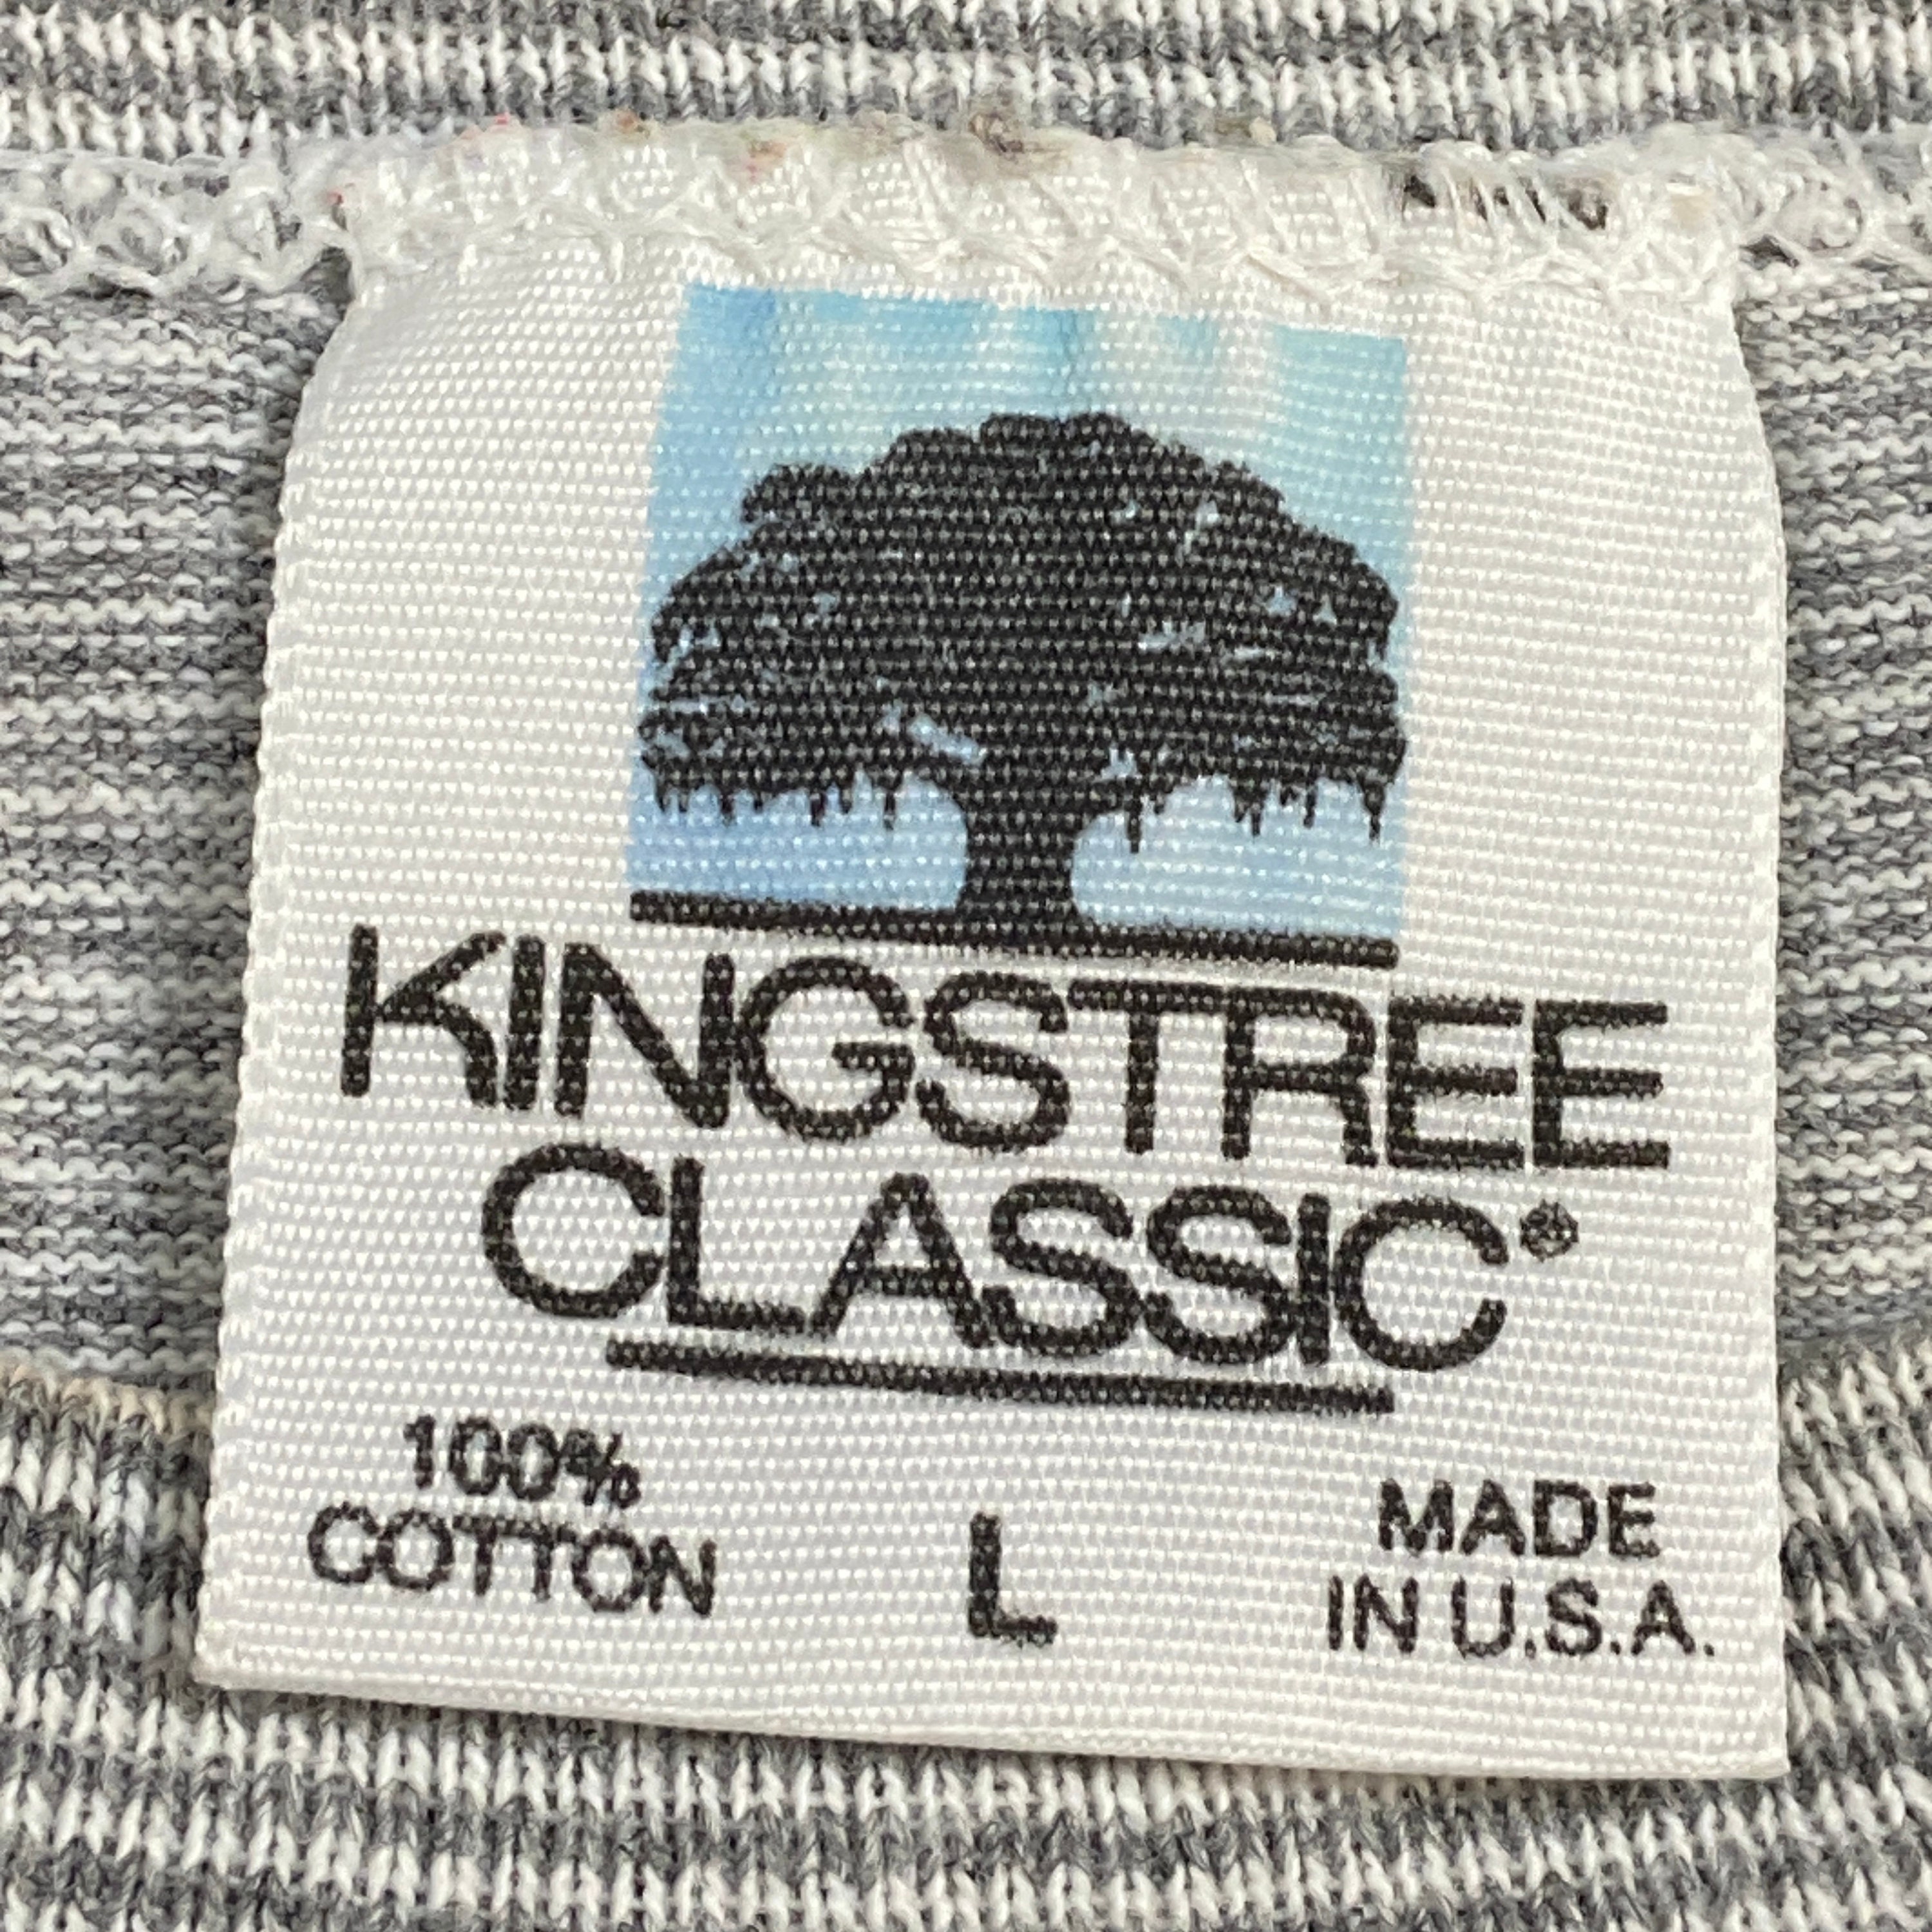 KINGSTREE
CLASSIC®
100%
COTTON
L
MADE
IN U.S.A.